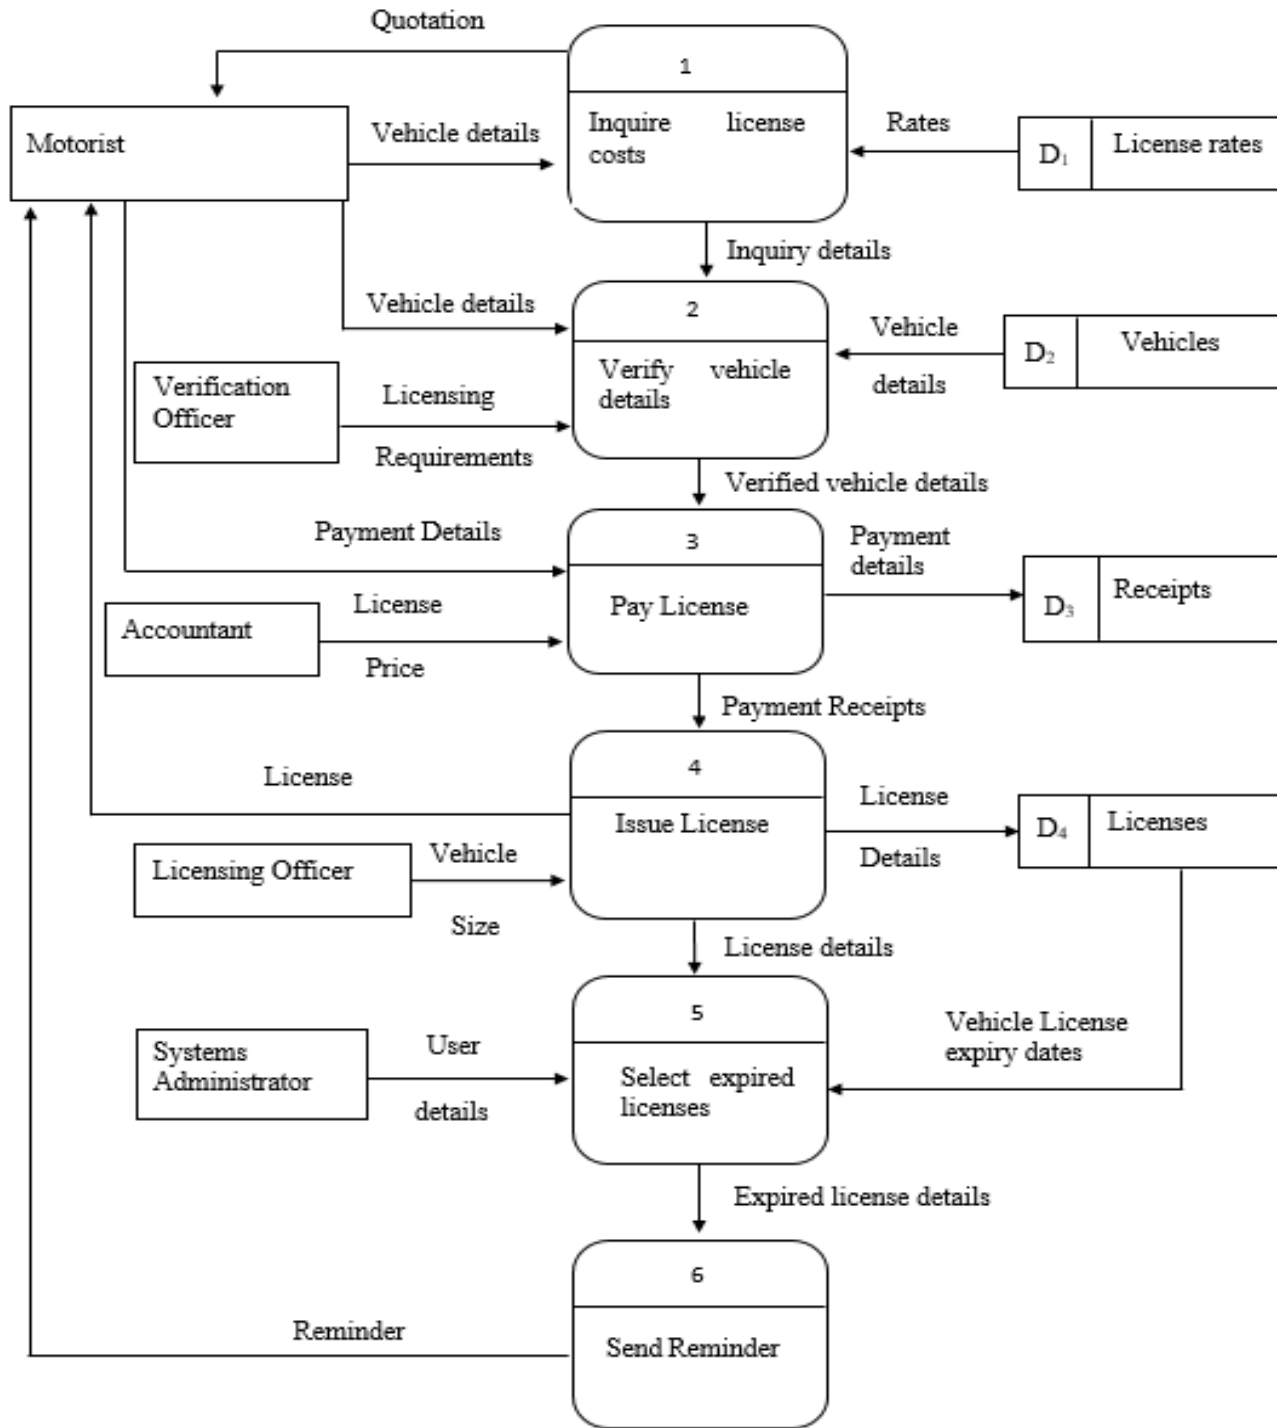 Quotation
1
Motorist
Vehicle details
Inquire license
costs
Rates
D1
License rates
Inquiry details
Vehicle details
2
Verify vehicle
details
Vehicle
details
D2
Vehicles
Verification
Officer
Licensing
Requirements
Verified vehicle details
Payment Details
3
Pay License
Payment
details
D3
Receipts
Accountant
License
Price
Payment Receipts
License
4
Issue License
License
Details
D4
Licenses
Licensing Officer
Vehicle
Size
License details
5
Select expired
licenses
Vehicle License
expiry dates
Systems
Administrator
User
details
Expired license details
6
Send Reminder
Reminder